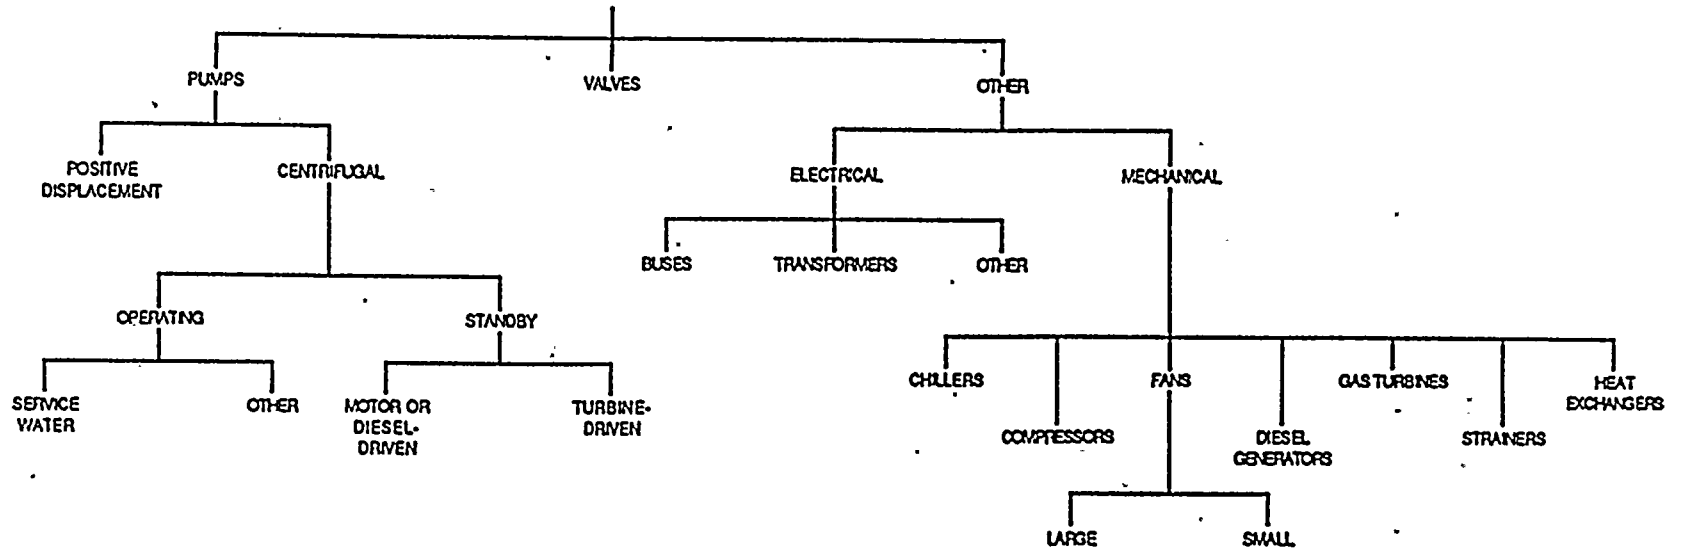 PUMPS
VALVES
OTHER
POSITIVE
DISPLACEMENT
CENTRIFUGAL
ELECTRICAL
MECHANICAL
BUSES
TRANSFORMERS
OTHER
OPERATING
STANDBY
SERVICE
WATER
OTHER
MOTOR OR
DIESEL-
DRIVEN
TURBINE-
DRIVEN
CHILLERS
COMPRESSORS
FANS
DIESEL
GENERATORS
GAS TURBINES
STRAINERS
HEAT
EXCHANGERS
LARGE
SMALL